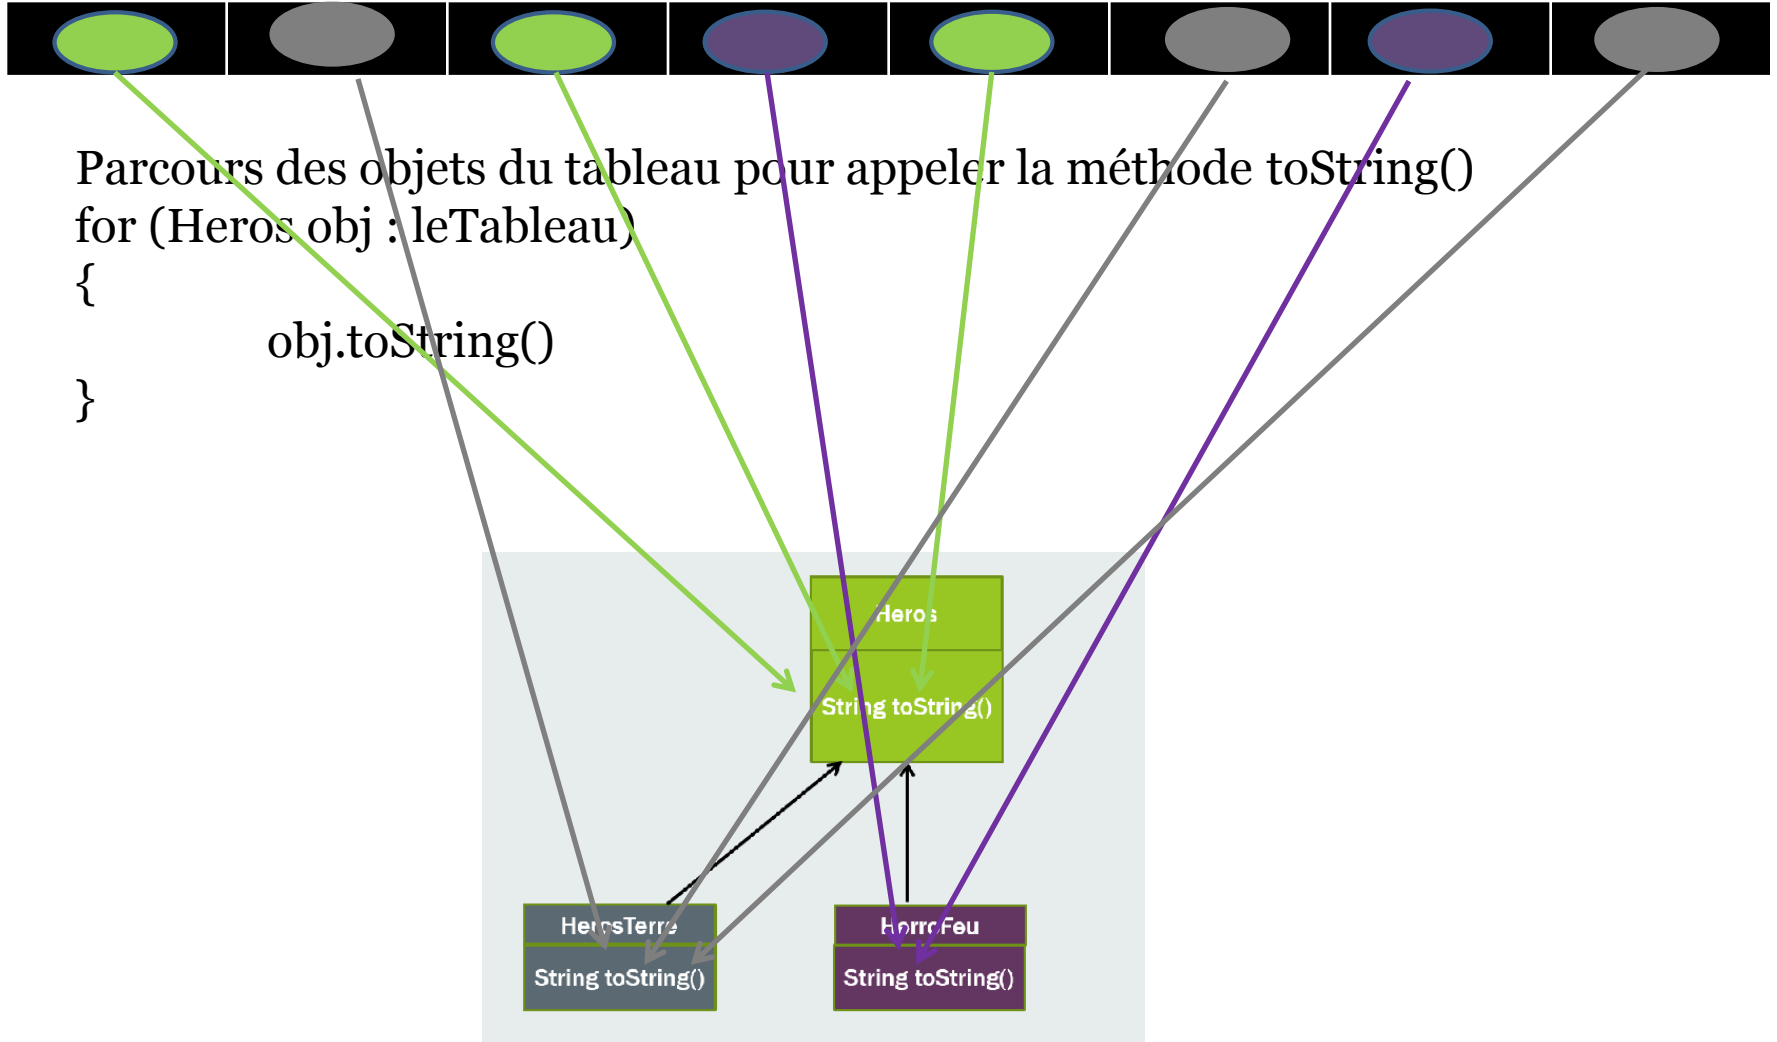 Parcours des objets du tableau pour appeler la méthode toString()
for (Heros obj : leTableau)
{
obj.toString()
}
Heros
String toString()
HerosTerre
String toString()
HorroFeu
String toString()